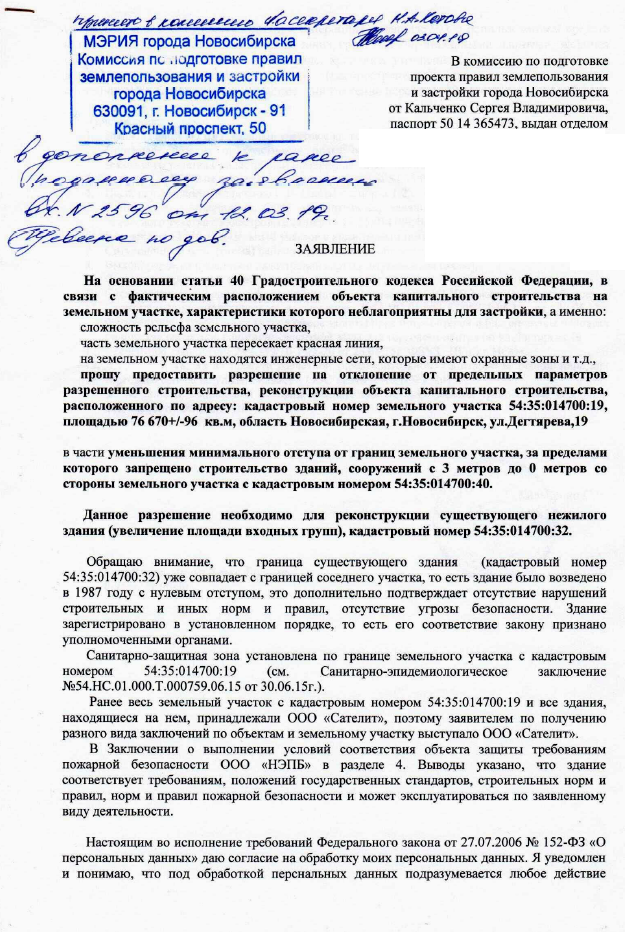 принято в комиссию
02.04.19
МЭРИЯ города Новосибирска
Комиссия по подготовке правил
землепользования и застройки
города Новосибирска
630091, г. Новосибирск - 91
Красный проспект, 50
В комиссию по подготовке
проекта правил землепользования
и застройки города Новосибирска
от Кальченко Сергея Владимировича,
паспорт 50 14 365473, выдан отделом
в дополнение к ранее
поданному заявлению
вх. N 2596 от 12.03.19г.
по дов.
ЗАЯВЛЕНИЕ
На основании статьи 40 Градостроительного кодекса Российской Федерации, в
связи с фактическим расположением объекта капитального строительства на
земельном участке, характеристики которого неблагоприятны для застройки, а именно:
сложность рельефа земельного участка,
часть земельного участка пересекает красная линия,
на земельном участке находятся инженерные сети, которые имеют охранные зоны и т.д.,
прошу предоставить разрешение на отклонение от предельных параметров
разрешенного строительства, реконструкции объекта капитального строительства,
расположенного по адресу: кадастровый номер земельного участка 54:35:014700:19,
площадью 76 670+/-96 кв.м, область Новосибирская, г.Новосибирск, ул.Дегтярева,19
в части уменьшения минимального отступа от границ земельного участка, за пределами
которого запрещено строительство зданий, сооружений с 3 метров до 0 метров со
стороны земельного участка с кадастровым номером 54:35:014700:40.
Данное разрешение необходимо для реконструкции существующего нежилого
здания (увеличение площади входных групп), кадастровый номер 54:35:014700:32.
Обращаю внимание, что граница существующего здания (кадастровый номер
54:35:014700:32) уже совпадает с границей соседнего участка, то есть здание было возведено
в 1987 году с нулевым отступом, это дополнительно подтверждает отсутствие нарушений
строительных и иных норм и правил, отсутствие угрозы безопасности. Здание
зарегистрировано в установленном порядке, то есть его соответствие закону признано
уполномоченными органами.
Санитарно-защитная зона установлена по границе земельного участка с кадастровым
номером 54:35:014700:19 (см. Санитарно-эпидемиологическое заключение
№54.НС.01.000.Т.000759.06.15 от 30.06.15г.).
Ранее весь земельный участок с кадастровым номером 54:35:014700:19 и все здания,
находящиеся на нем, принадлежали ООО «Сателит», поэтому заявителем по получению
разного вида заключений по объектам и земельному участку выступало ООО «Сателит».
В Заключении о выполнении условий соответствия объекта защиты требованиям
пожарной безопасности ООО «НЭПБ» в разделе 4. Выводы указано, что здание
соответствует требованиям, положений государственных стандартов, строительных норм и
правил, норм и правил пожарной безопасности и может эксплуатироваться по заявленному
виду деятельности.
Настоящим во исполнение требований Федерального закона от 27.07.2006 № 152-ФЗ «О
персональных данных» даю согласие на обработку моих персональных данных. Я уведомлен
и понимаю, что под обработкой перснальных данных подразумевается любое действие